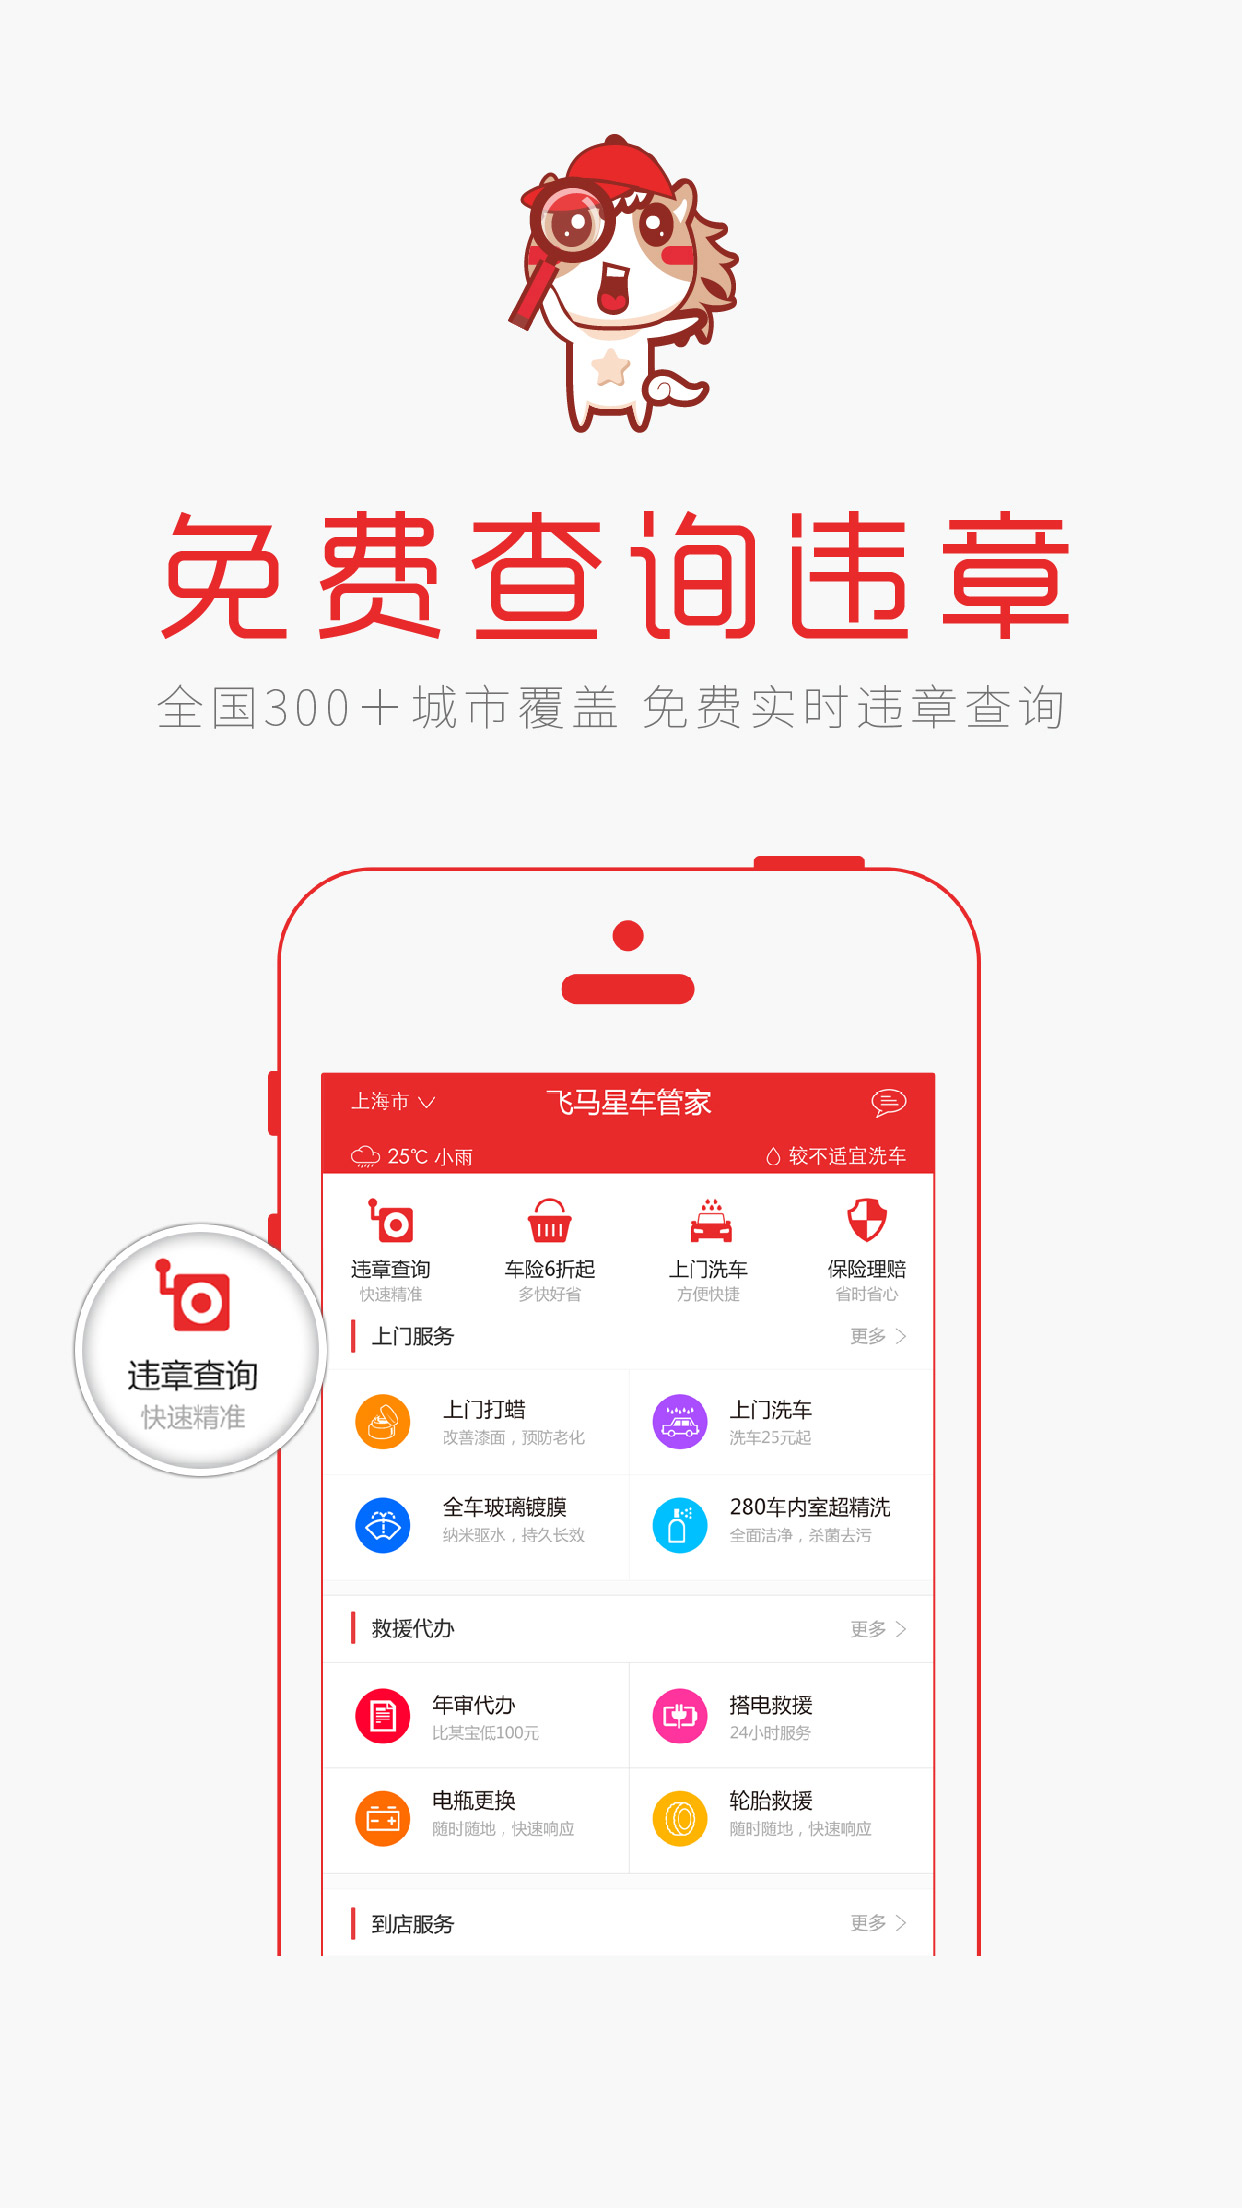 免费查询违章
全国300+城市覆盖 免费实时违章查询
上海市 飞马星车管家
25℃ 小雨 较不适宜洗车
违章查询 车险6折起 上门洗车 保险理赔
快速精准 多快好省 方便快捷 省时省心
违章查询
快速精准
上门服务 更多
上门打蜡 上门洗车
改善漆面，预防老化 洗车25元起
全车玻璃镀膜 280车内室超精洗
纳米驱水，持久长效 全面洁净，杀菌去污
救援代办 更多
年审代办 搭电救援
比某宝低100元 24小时服务
电瓶更换 轮胎救援
随时随地，快速响应 随时随地，快速响应
到店服务 更多